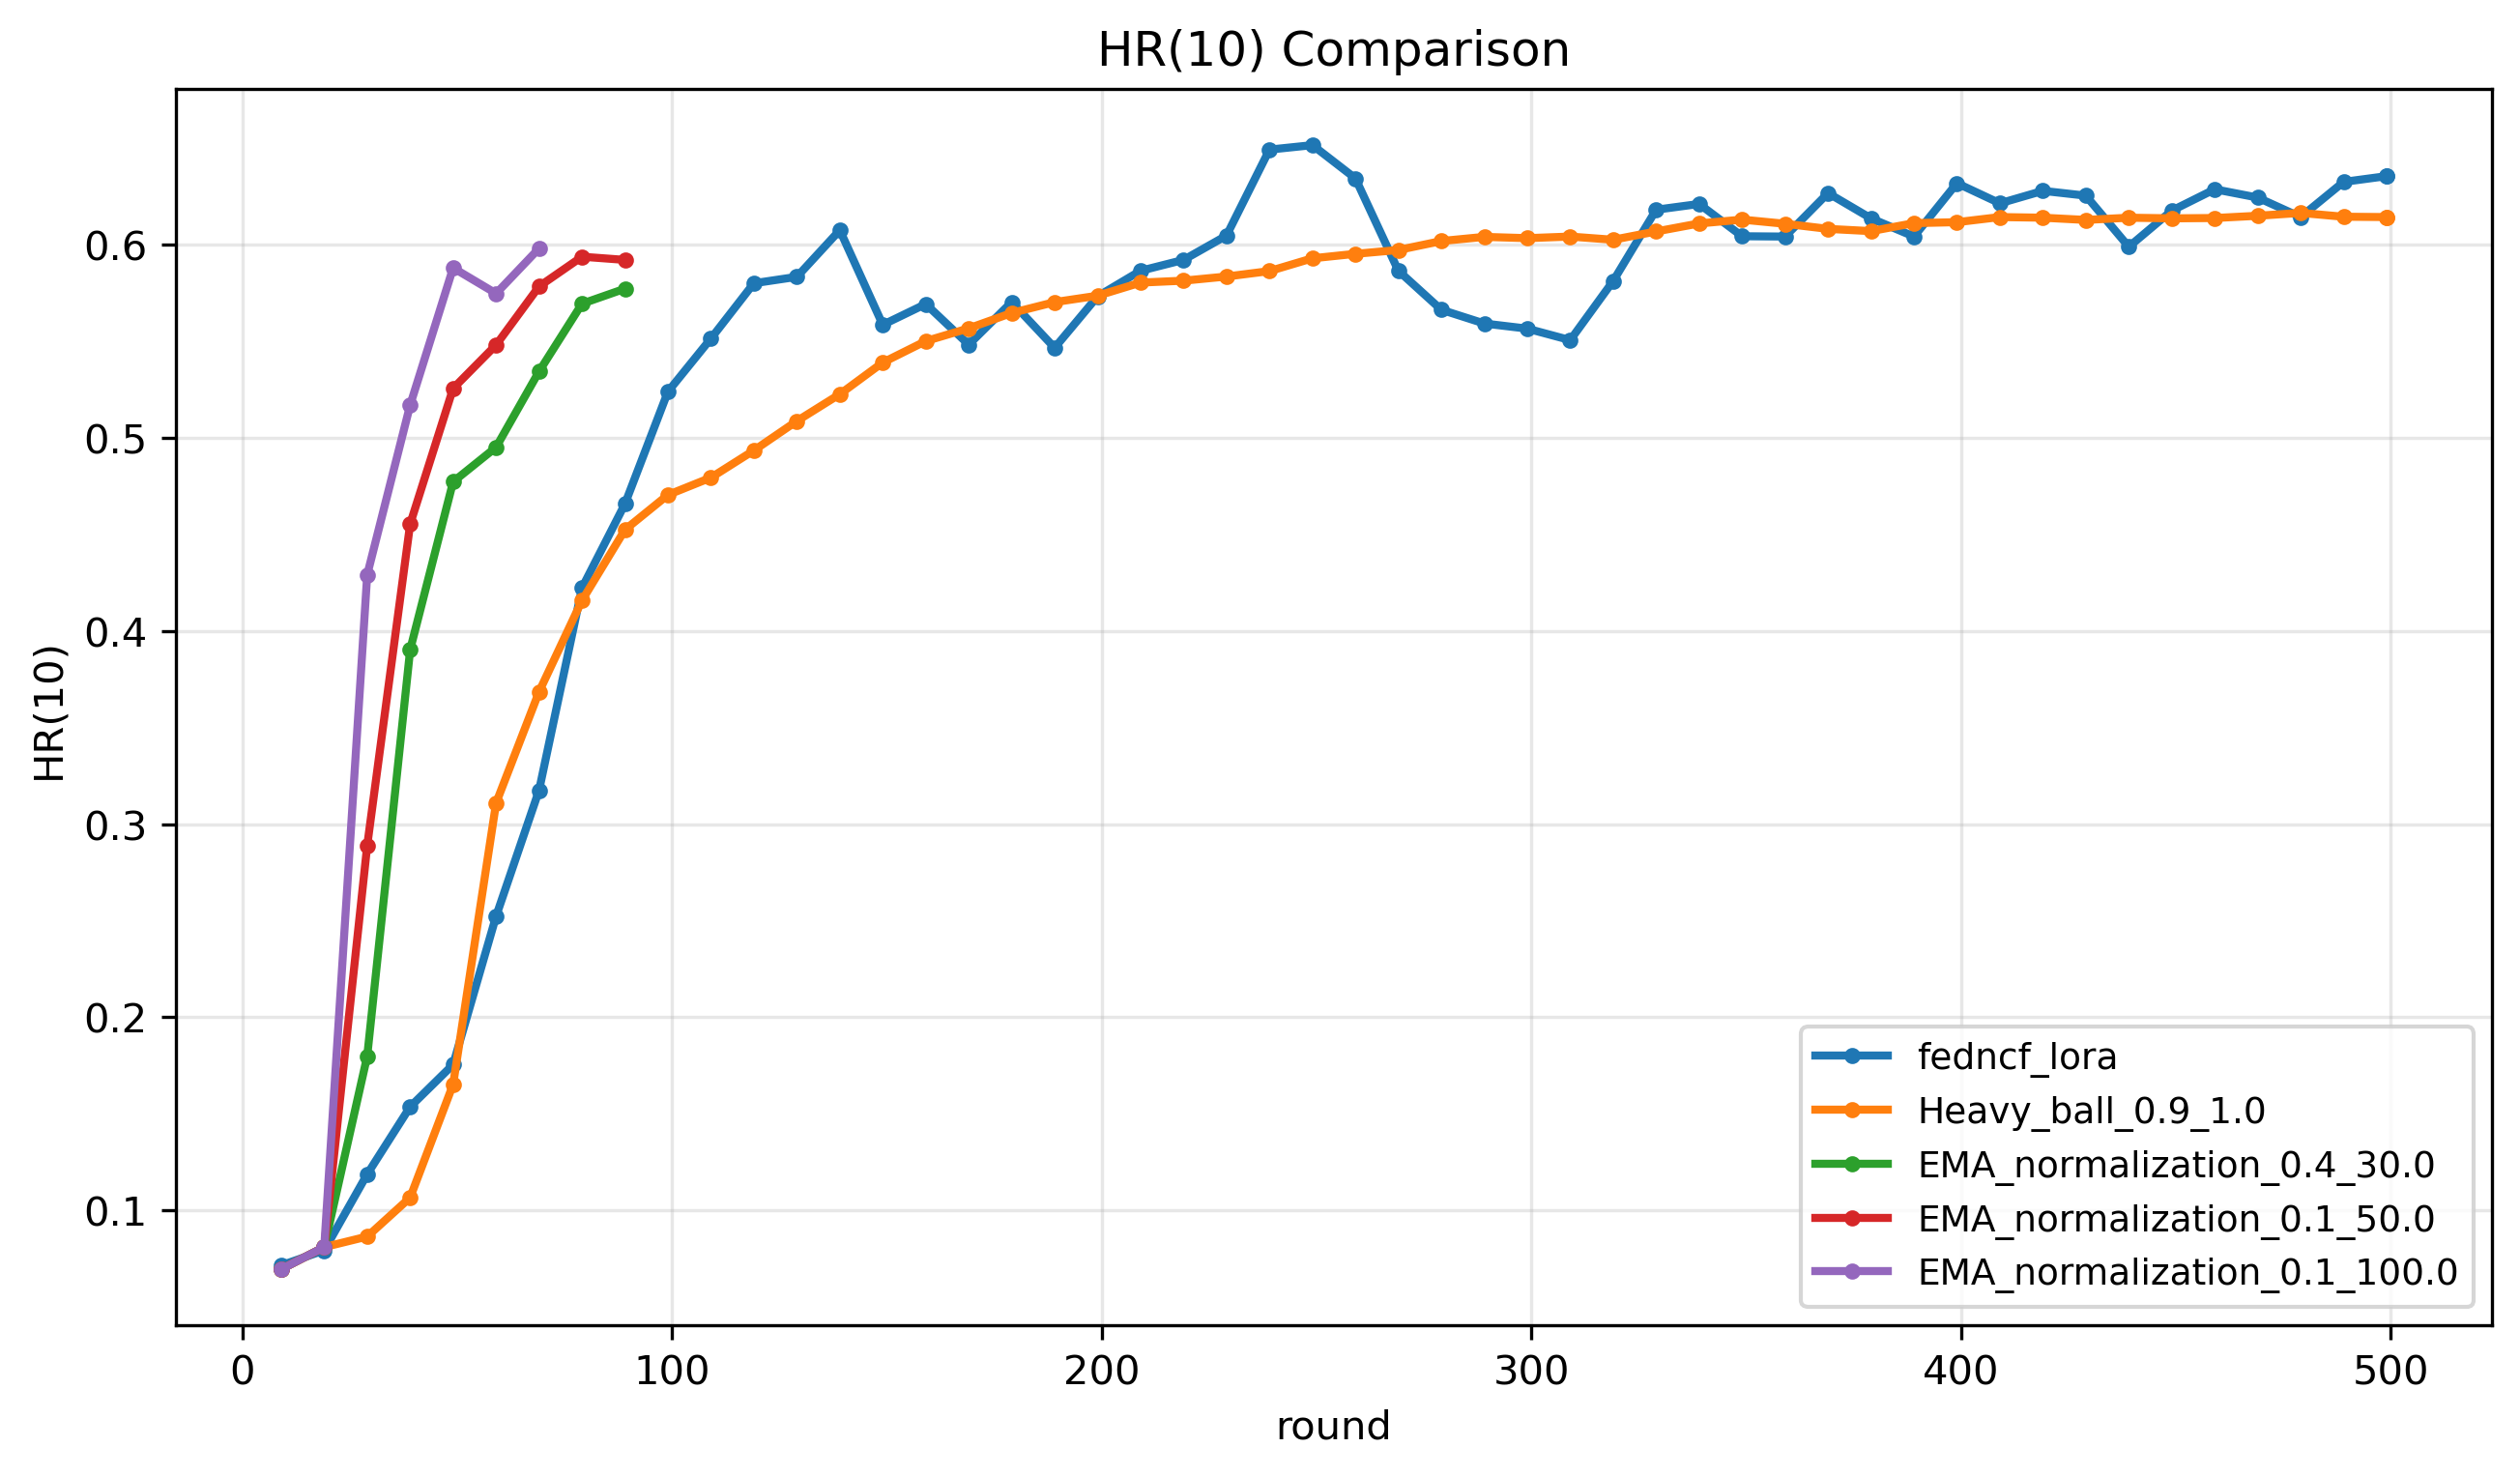 HR(10) Comparison
HR(10)
0.6
0.5
0.4
0.3
0.2
0.1
0 100 200 300 400 500
round
fedncf_lora
Heavy_ball_0.9_1.0
EMA_normalization_0.4_30.0
EMA_normalization_0.1_50.0
EMA_normalization_0.1_100.0